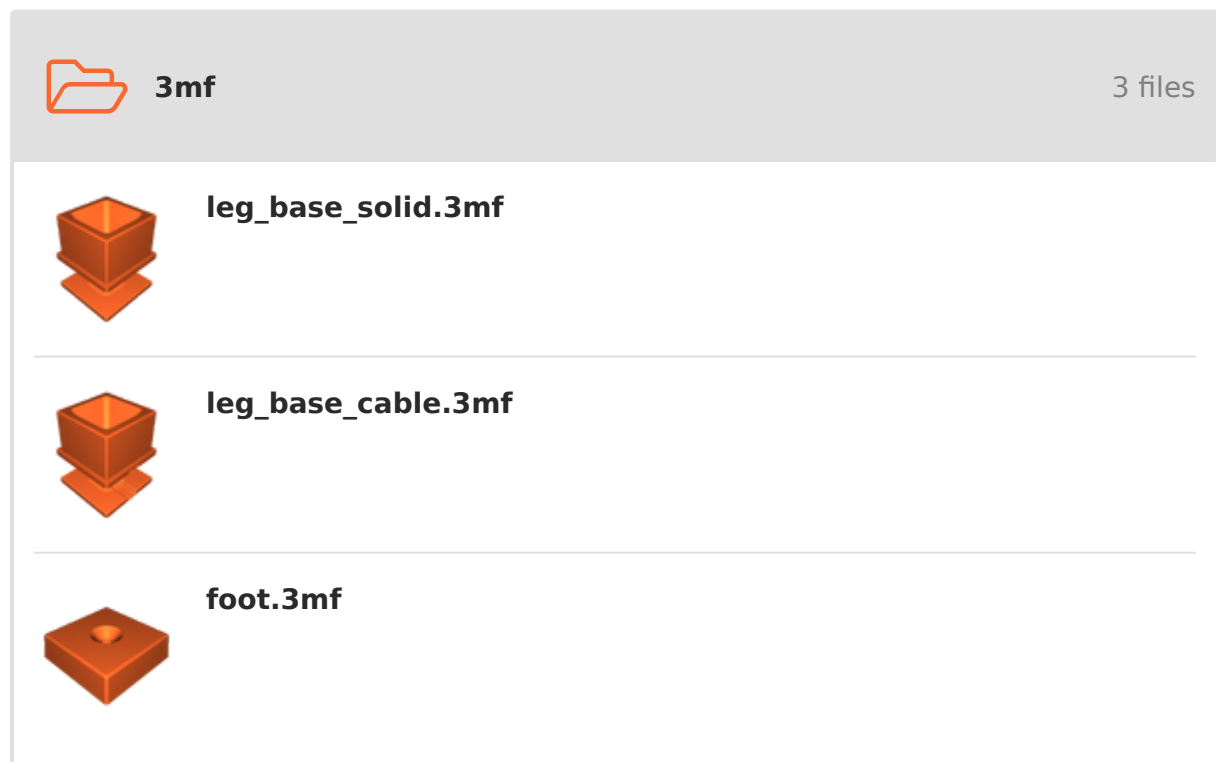 3mf
3 files
leg_base_solid.3mf
leg_base_cable.3mf
foot.3mf